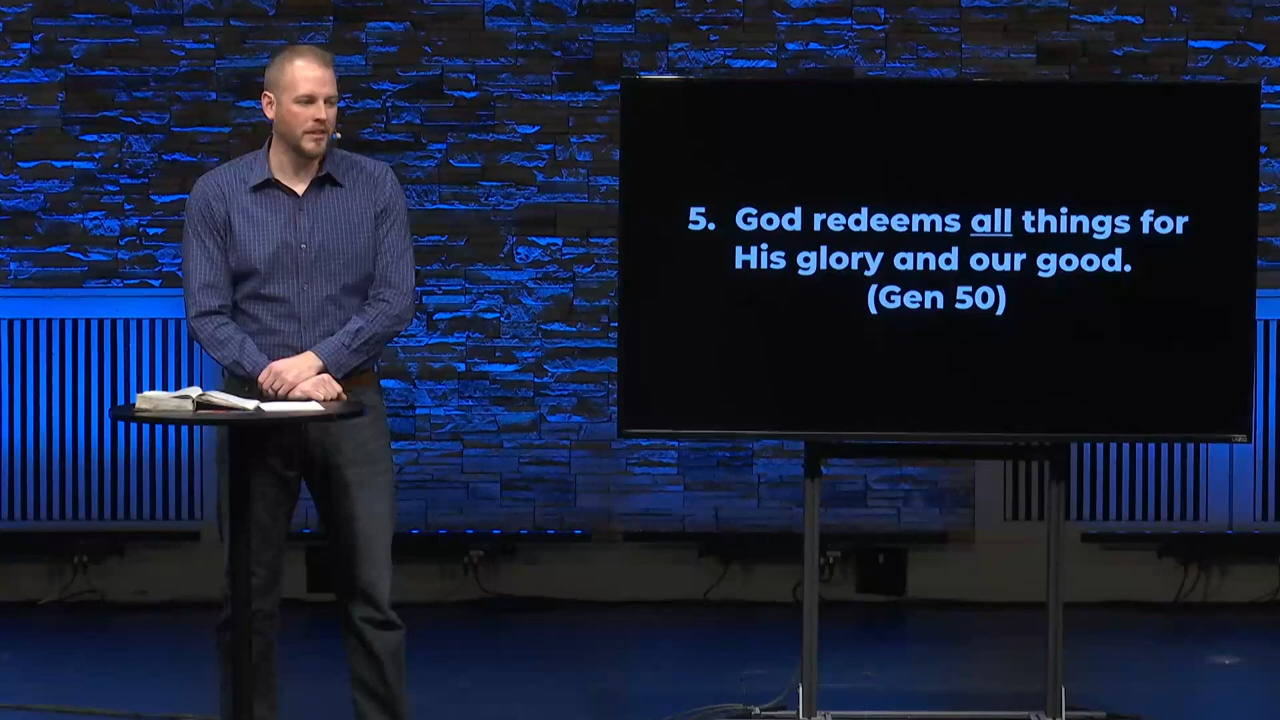 5. God redeems all things for
His glory and our good.
(Gen 50)